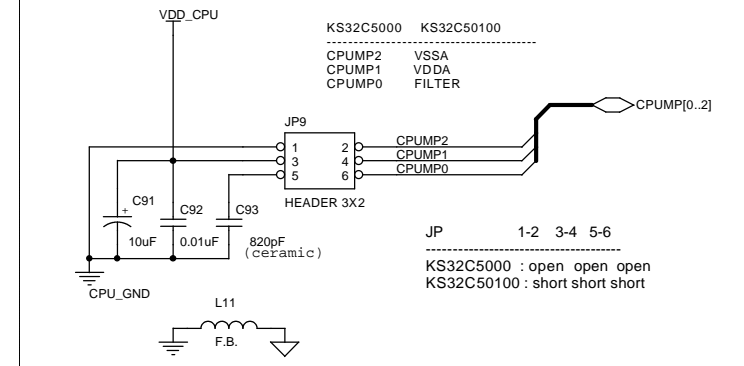 VDD_CPU
KS32C5000 KS32C50100
-----------------------------------
CPUMP2 VSSA
CPUMP1 VDDA
CPUMP0 FILTER
CPUMP[0..2]
JP9
1 2 CPUMP2
3 4 CPUMP1
5 6 CPUMP0
HEADER 3X2
C91 C92 C93
+
10uF 0.01uF 820pF
(ceramic)
CPU_GND
JP 1-2 3-4 5-6
-----------------------------------
KS32C5000 : open open open
KS32C50100 : short short short
L11
F.B.